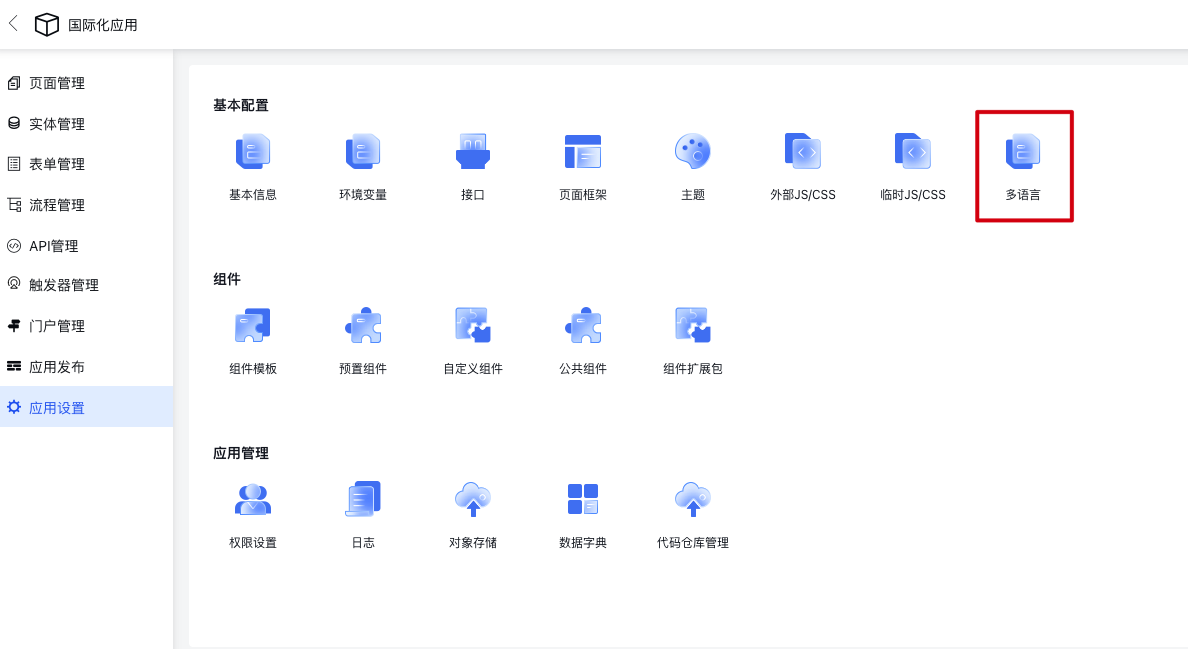 国际化应用
页面管理
实体管理
表单管理
流程管理
API管理
触发器管理
门户管理
应用发布
应用设置
基本配置
基本信息 环境变量 接口 页面框架 主题 外部JS/CSS 临时JS/CSS 多语言
组件
组件模板 预置组件 自定义组件 公共组件 组件扩展包
应用管理
权限设置 日志 对象存储 数据字典 代码仓库管理